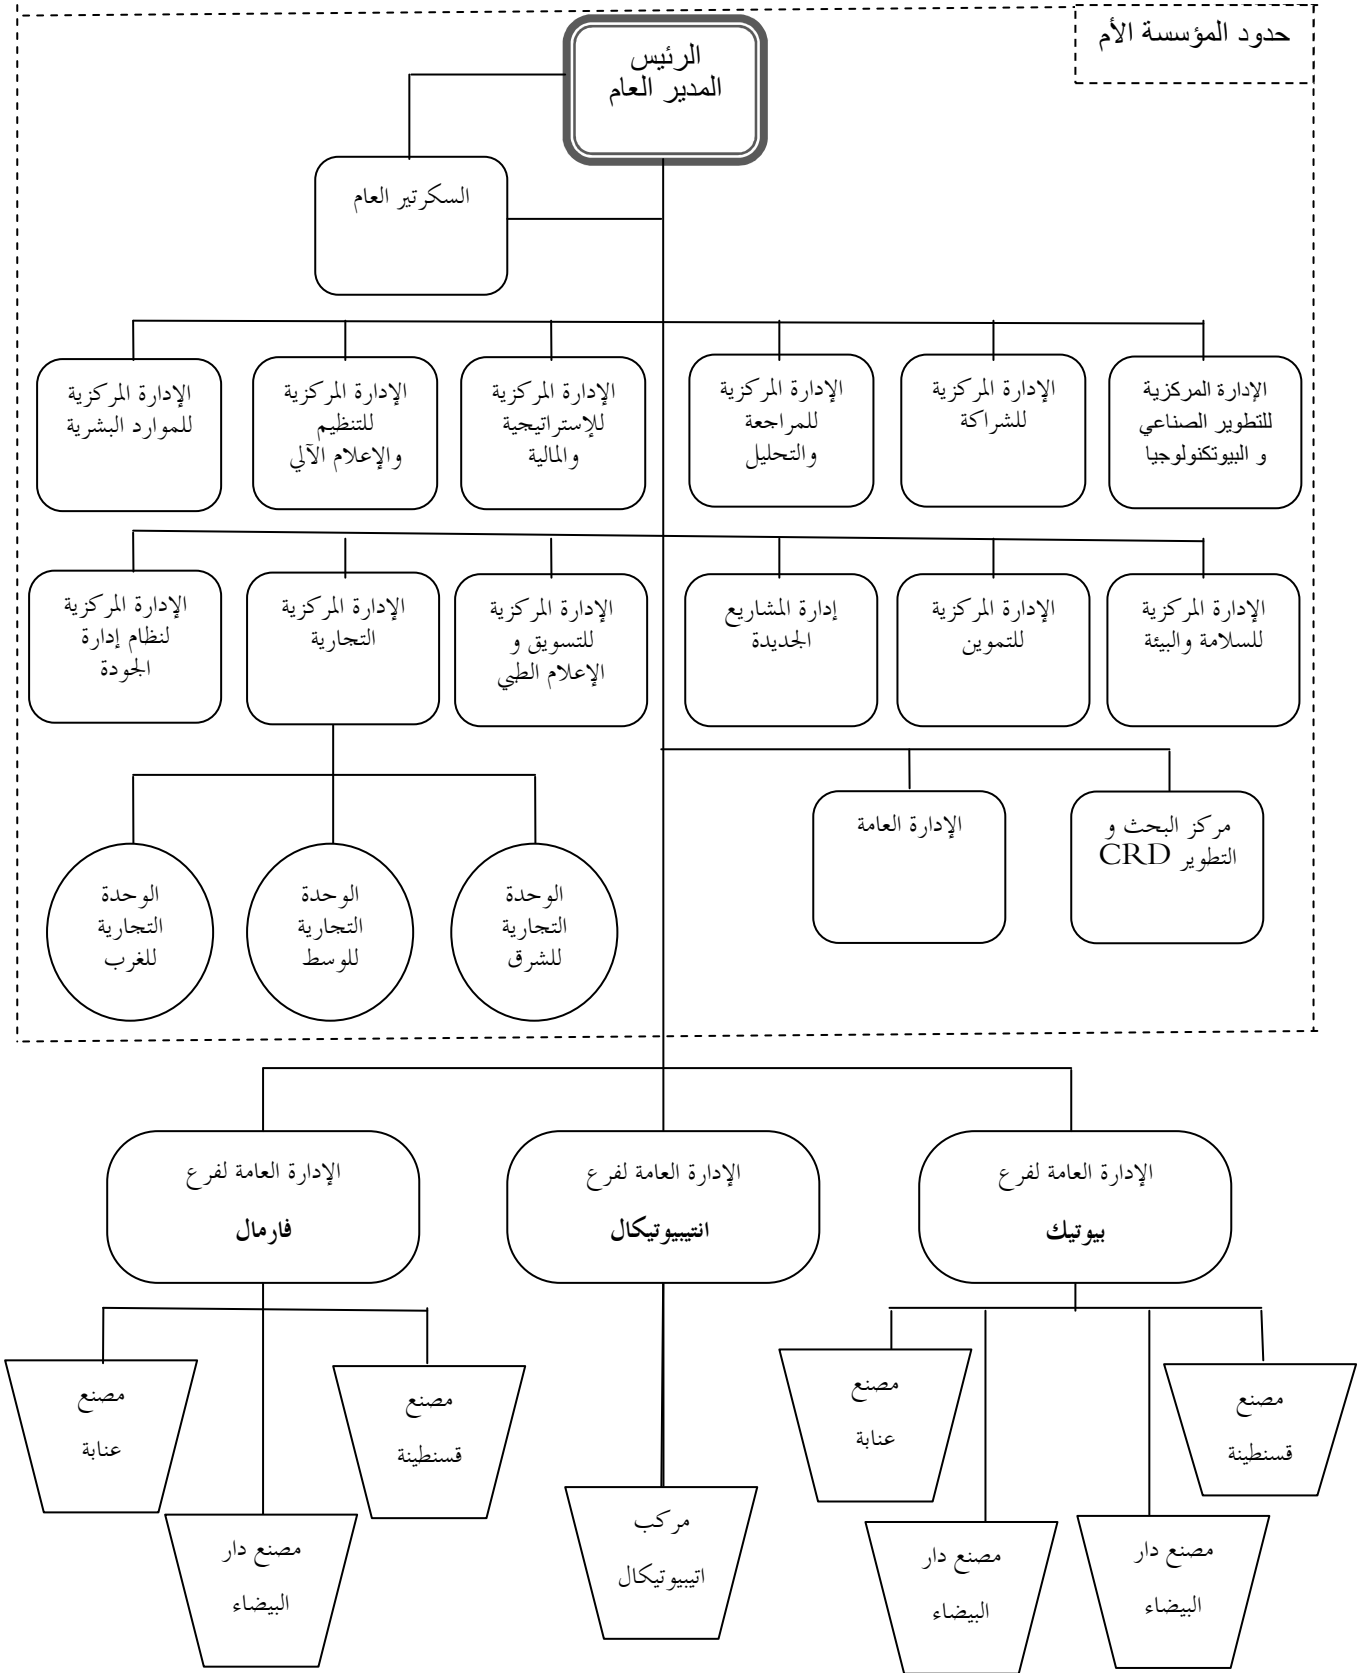 حدود المؤسسة الأم
الرئيس
المدير العام
السكرتير العام
الإدارة المركزية
للتطوير الصناعي
و البيوتكنولوجيا
الإدارة المركزية
للشراكة
الإدارة المركزية
للمراجعة
والتحليل
الإدارة المركزية
للإستراتيجية
والمالية
الإدارة المركزية
للتنظيم
والإعلام الآلي
الإدارة المركزية
للموارد البشرية
الإدارة المركزية
للسلامة والبيئة
الإدارة المركزية
للتموين
إدارة المشاريع
الجديدة
الإدارة المركزية
للتسويق و
الإعلام الطبي
الإدارة المركزية
التجارية
الإدارة المركزية
لنظام إدارة
الجودة
مركز البحث و
التطوير CRD
الإدارة العامة
الوحدة
التجارية
للشرق
الوحدة
التجارية
للوسط
الوحدة
التجارية
للغرب
الإدارة العامة لفرع
بيوتيك
الإدارة العامة لفرع
انتيبيوتيكال
الإدارة العامة لفرع
فارمال
مصنع
قسنطينة
مصنع دار
البيضاء
مصنع دار
البيضاء
مصنع
عنابة
مركب
اتيبيوتيكال
مصنع
قسنطينة
مصنع دار
البيضاء
مصنع
عنابة